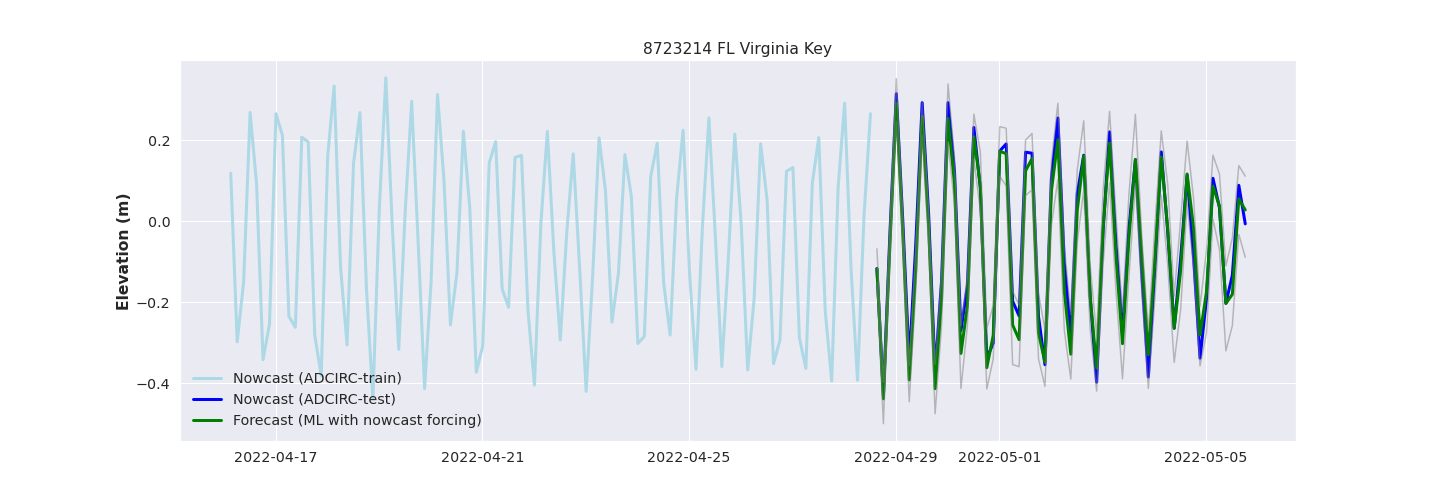 8723214 FL Virginia Key
Elevation (m)
0.2
0.0
−0.2
−0.4
Nowcast (ADCIRC-train)
Nowcast (ADCIRC-test)
Forecast (ML with nowcast forcing)
2022-04-17 2022-04-21 2022-04-25 2022-04-29 2022-05-01 2022-05-05